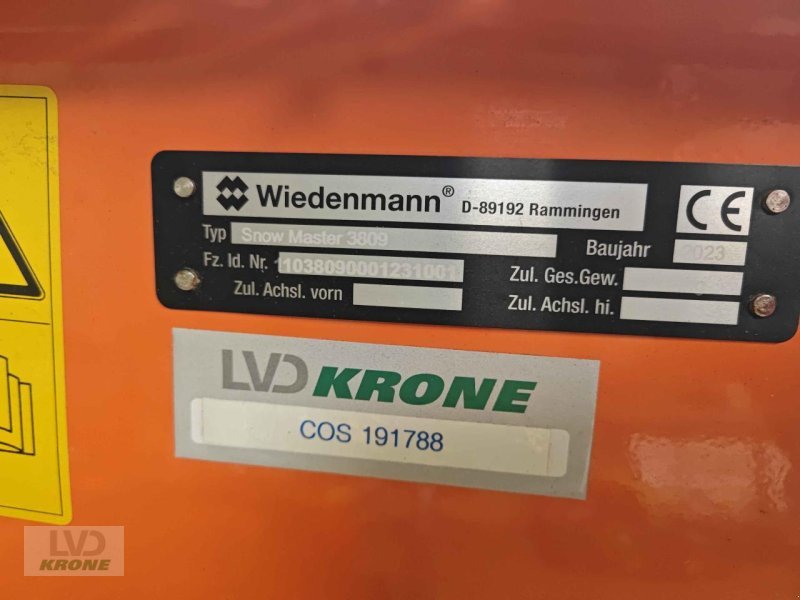 Wiedenmann® D-89192 Rammingen
CE
Typ Snow Master 3809
Baujahr 2023
Fz. Id. Nr.
Zul. Ges.Gew.
Zul. Achsl. vorn
Zul. Achsl. hi.
LVD KRONE
COS 191788
LVD
KRONE